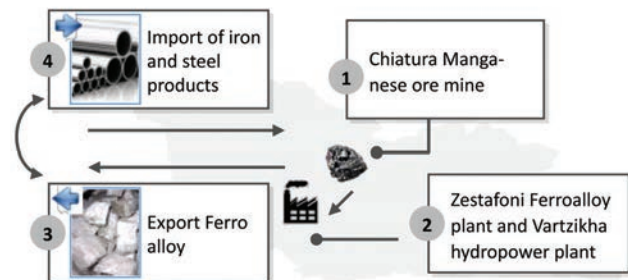 4
Import of iron
and steel
products
1
Chiatura Manga-
nese ore mine
3
Export Ferro
alloy
2
Zestafoni Ferroalloy
plant and Vartzikha
hydropower plant